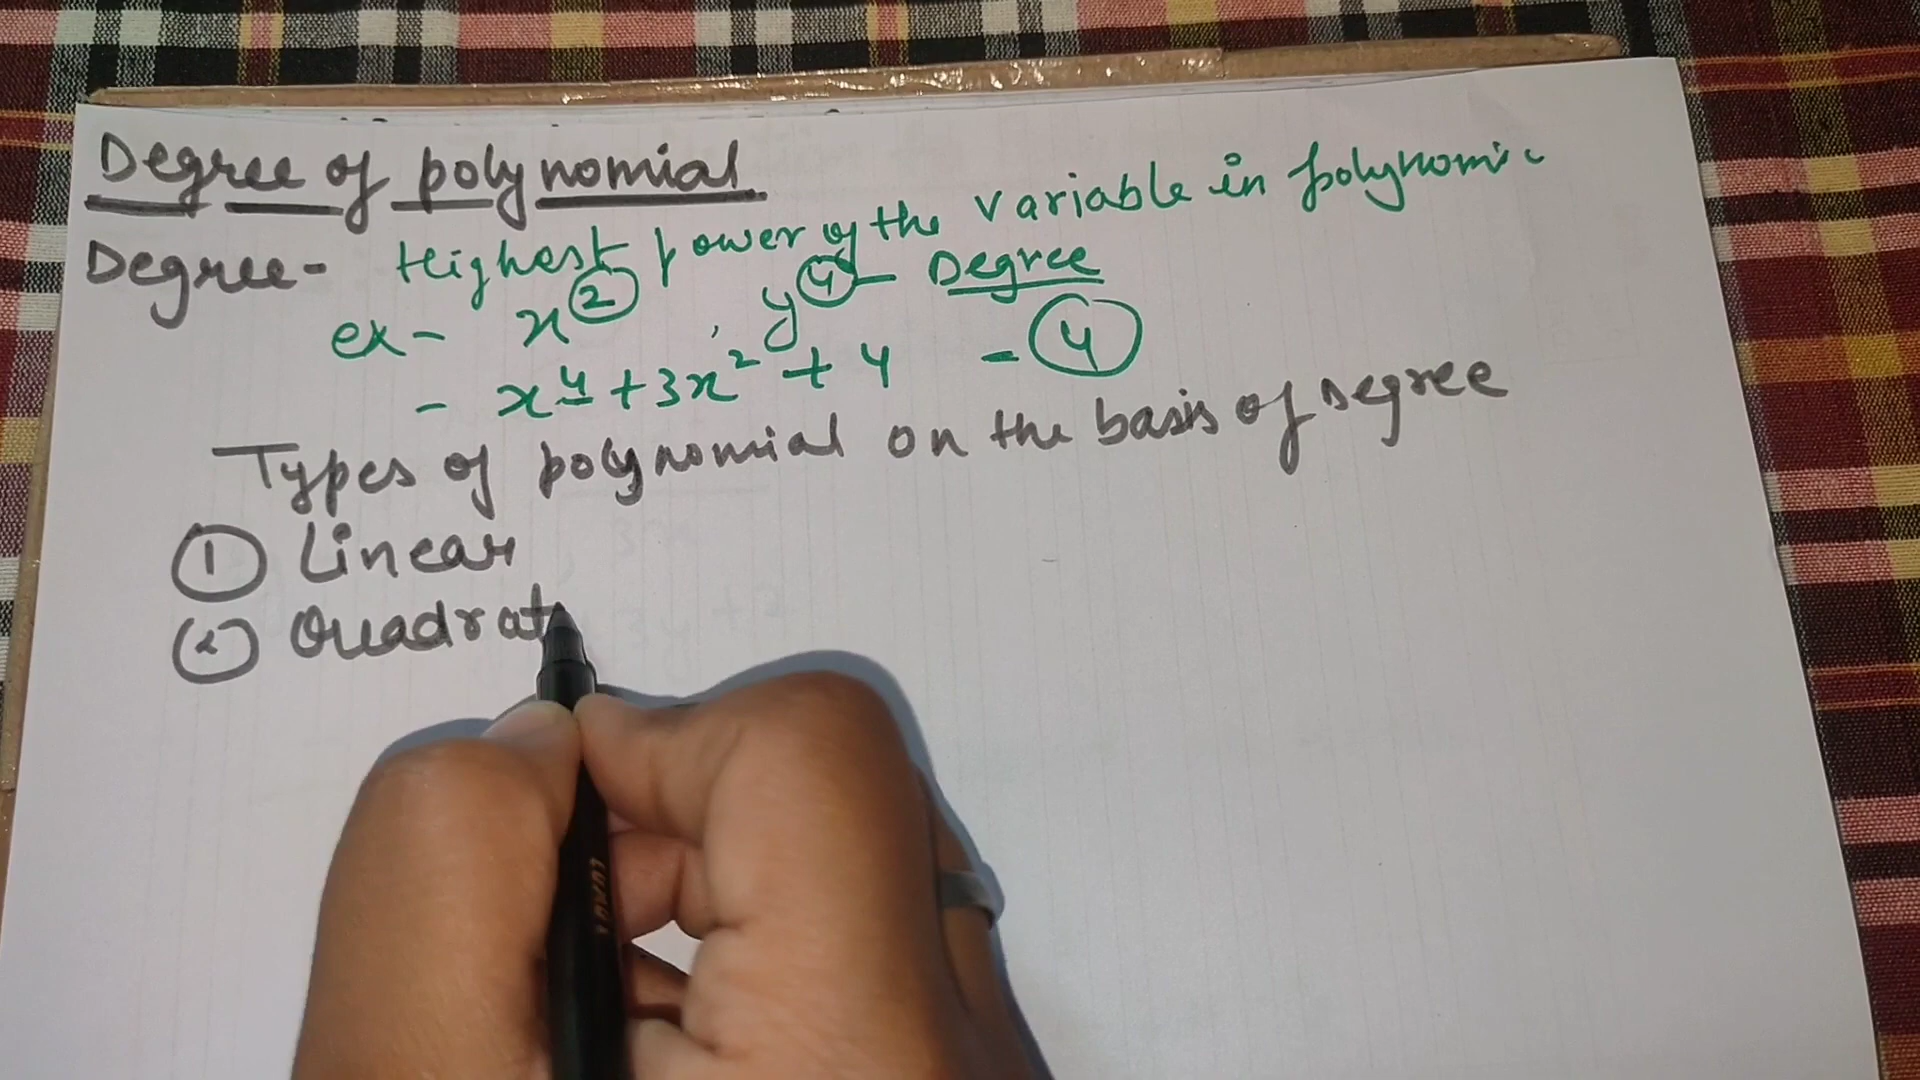 Degree of polynomial
Degree- Highest power of the variable in polynomi
ex- x², y⁴ - Degree
- x⁴ + 3x² + 4 - 4
Types of polynomial on the basis of Degree
① Linear
② Quadrat